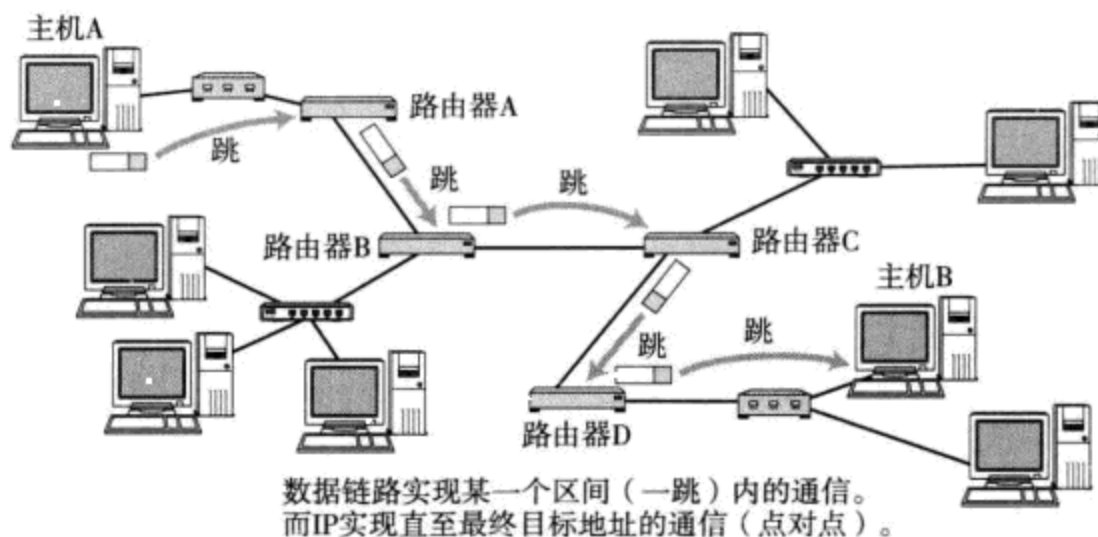 主机A
路由器A
跳
跳
跳
路由器B
路由器C
主机B
跳
跳
路由器D
数据链路实现某一个区间（一跳）内的通信。
而IP实现直至最终目标地址的通信（点对点）。